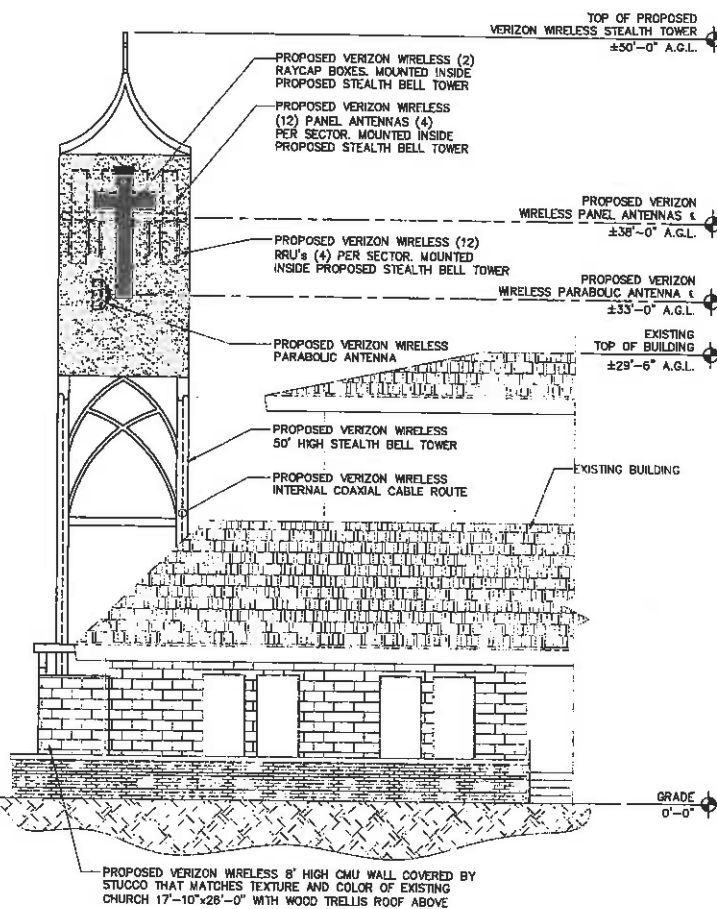 TOP OF PROPOSED
VERIZON WIRELESS STEALTH TOWER
±50'-0" A.G.L.
PROPOSED VERIZON WIRELESS (2)
RAYCAP BOXES. MOUNTED INSIDE
PROPOSED STEALTH BELL TOWER
PROPOSED VERIZON WIRELESS
(12) PANEL ANTENNAS (4)
PER SECTOR. MOUNTED INSIDE
PROPOSED STEALTH BELL TOWER
PROPOSED VERIZON
WIRELESS PANEL ANTENNAS ℄
±38'-0" A.G.L.
PROPOSED VERIZON WIRELESS (12)
RRU's (4) PER SECTOR. MOUNTED
INSIDE PROPOSED STEALTH BELL TOWER
PROPOSED VERIZON
WIRELESS PARABOLIC ANTENNA ℄
±33'-0" A.G.L.
PROPOSED VERIZON WIRELESS
PARABOLIC ANTENNA
EXISTING
TOP OF BUILDING
±29'-6" A.G.L.
PROPOSED VERIZON WIRELESS
50' HIGH STEALTH BELL TOWER
PROPOSED VERIZON WIRELESS
INTERNAL COAXIAL CABLE ROUTE
EXISTING BUILDING
GRADE
0'-0"
PROPOSED VERIZON WIRELESS 8' HIGH CMU WALL COVERED BY
STUCCO THAT MATCHES TEXTURE AND COLOR OF EXISTING
CHURCH 17'-10"x28'-0" WITH WOOD TRELLIS ROOF ABOVE